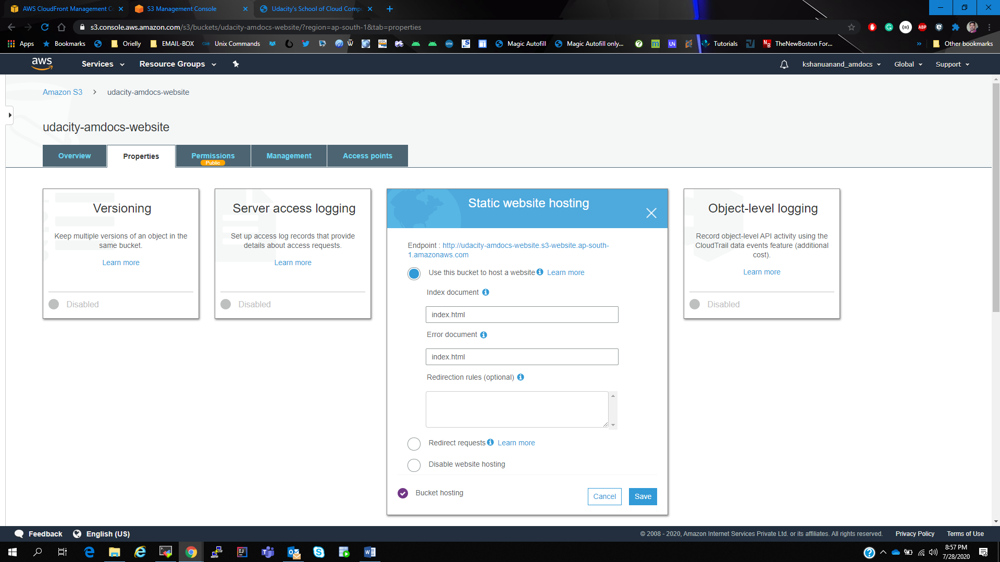 AWS CloudFront Management Co
S3 Management Console
Udacity's School of Cloud Compu
s3.console.aws.amazon.com/s3/buckets/udacity-amdocs-website/?region=ap-south-1&tab=properties
Apps
Bookmarks
Orielly
EMAIL-BOX
Unix Commands
Magic Autofill
Magic Autofill only...
Tutorials
TheNewBoston For...
Other bookmarks
aws
Services
Resource Groups
kshanuanand_amdocs
Global
Support
Amazon S3
udacity-amdocs-website
udacity-amdocs-website
Overview
Properties
Permissions
Public
Management
Access points
Versioning
Keep multiple versions of an object in the
same bucket.
Learn more
Disabled
Server access logging
Set up access log records that provide
details about access requests.
Learn more
Disabled
Static website hosting
Endpoint : http://udacity-amdocs-website.s3-website.ap-south-
1.amazonaws.com
Use this bucket to host a website Learn more
Index document
index.html
Error document
index.html
Redirection rules (optional)
Redirect requests Learn more
Disable website hosting
Bucket hosting
Cancel
Save
Object-level logging
Record object-level API activity using the
CloudTrail data events feature (additional
cost).
Learn more
Disabled
Feedback
English (US)
© 2008 - 2020, Amazon Internet Services Private Ltd. or its affiliates. All rights reserved.
Privacy Policy
Terms of Use
8:57 PM
7/28/2020